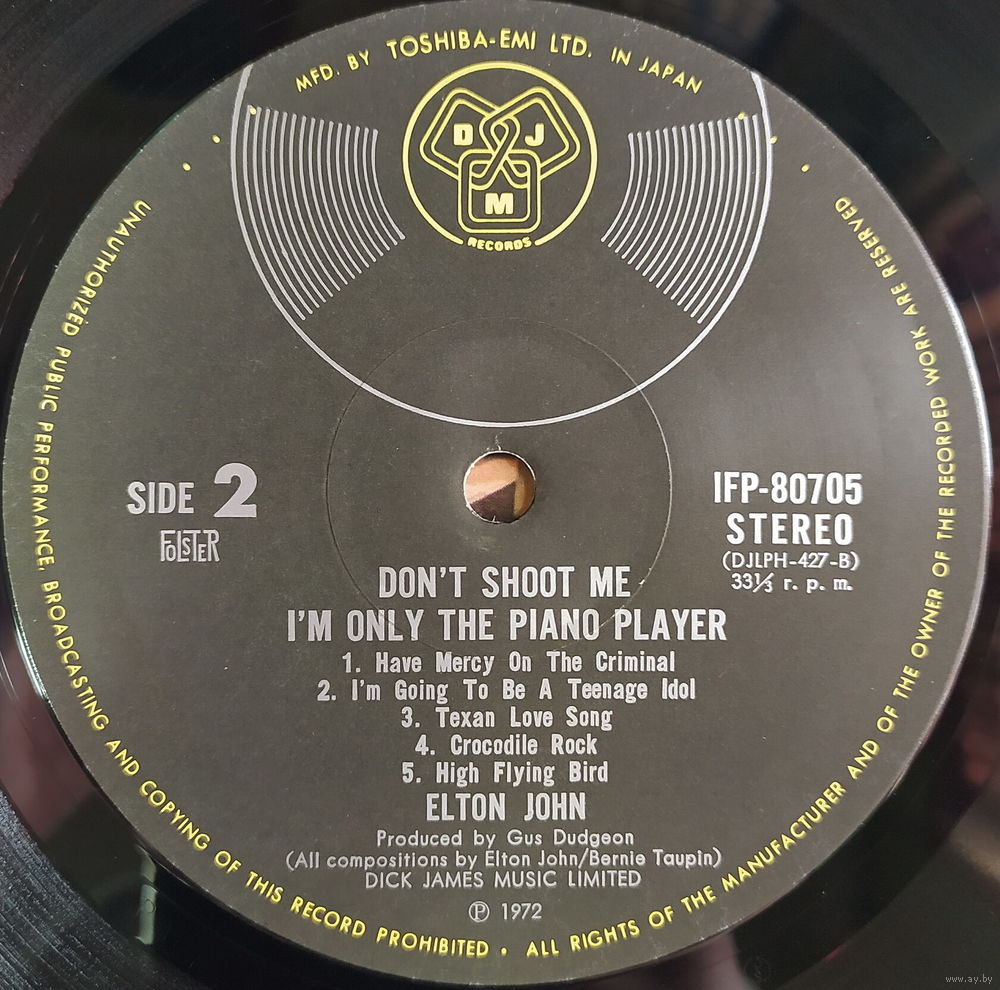 MFD. BY TOSHIBA-EMI LTD. IN JAPAN
D J
M
RECORDS
SIDE 2
FOLSTER
IFP-80705
STEREO
(DJLPH-427-B)
33⅓ r. p. m.
DON'T SHOOT ME
I'M ONLY THE PIANO PLAYER
1. Have Mercy On The Criminal
2. I'm Going To Be A Teenage Idol
3. Texan Love Song
4. Crocodile Rock
5. High Flying Bird
ELTON JOHN
Produced by Gus Dudgeon
(All compositions by Elton John/Bernie Taupin)
DICK JAMES MUSIC LIMITED
℗ 1972
UNAUTHORIZED PUBLIC PERFORMANCE, BROADCASTING AND COPYING OF THIS RECORD PROHIBITED • ALL RIGHTS OF THE MANUFACTURER AND OF THE OWNER OF THE RECORDED WORK ARE RESERVED
www.ay.by